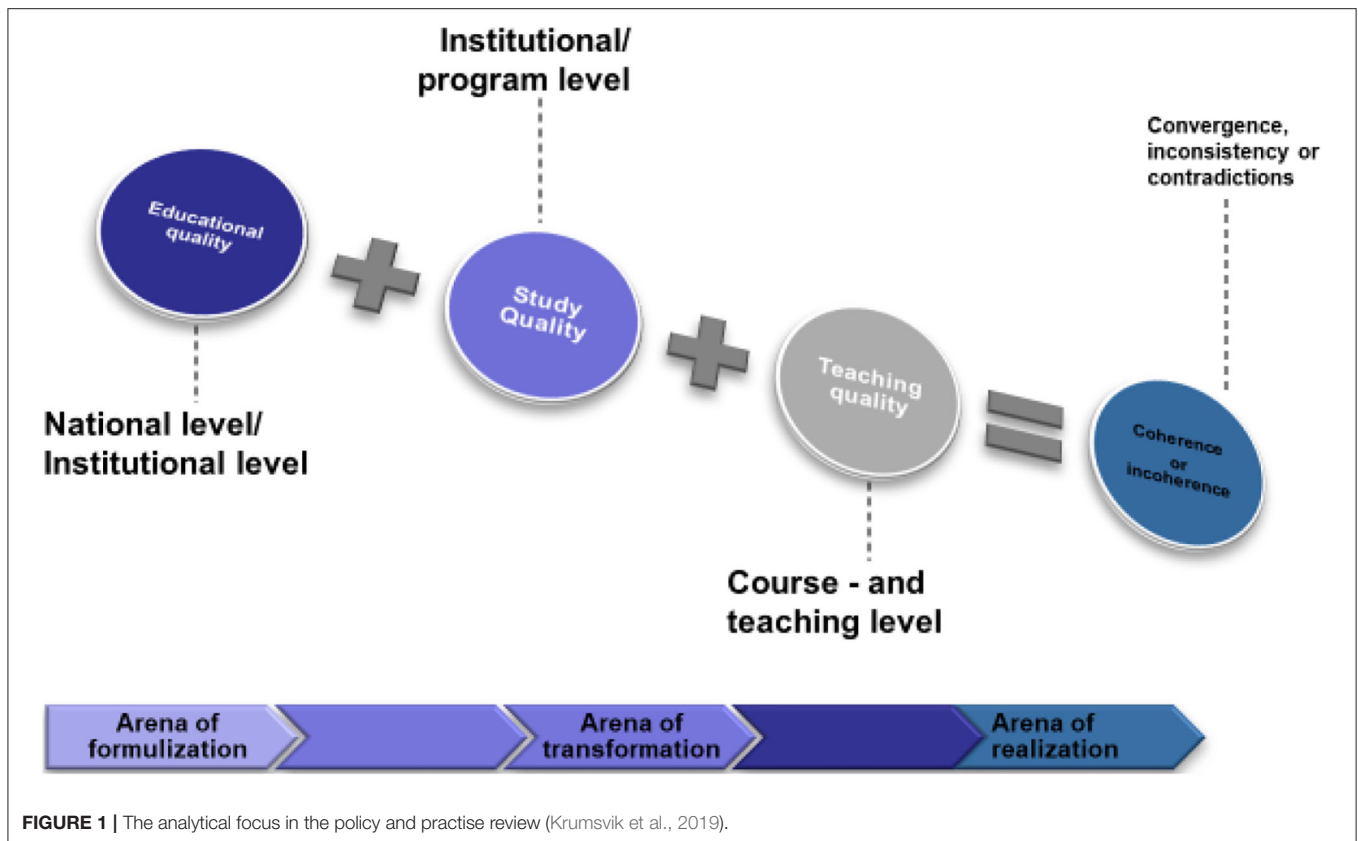 Institutional/
program level
Convergence,
inconsistency or
contradictions
Educational
quality
Study
Quality
Teaching
quality
Coherence
or
incoherence
National level/
Institutional level
Course - and
teaching level
Arena of
formulization
Arena of
transformation
Arena of
realization
FIGURE 1 | The analytical focus in the policy and practise review (Krumsvik et al., 2019).